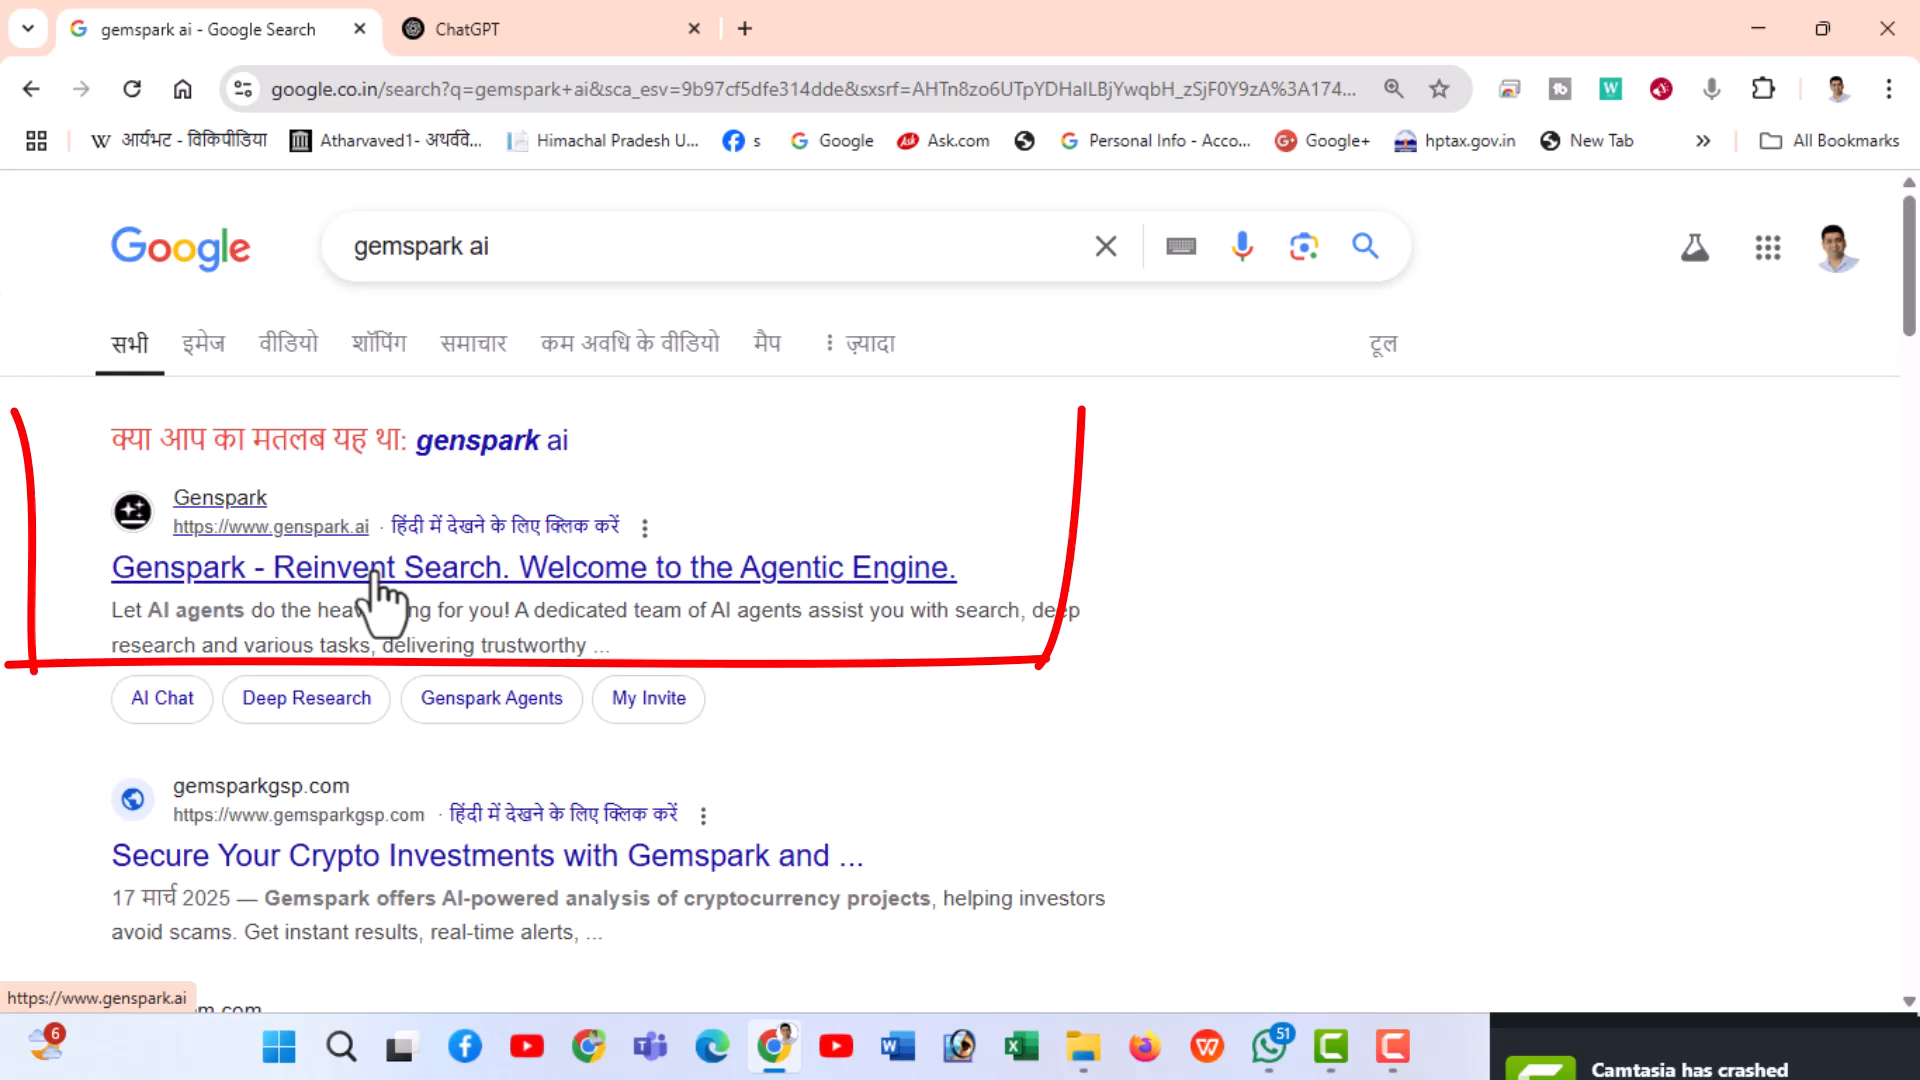 gemspark ai - Google Search
ChatGPT
google.co.in/search?q=gemspark+ai&sca_esv=9b97cf5dfe314dde&sxsrf=AHTn8zo6UTpYDHaILBjYwqbH_zSjF0Y9zA%3A174...
आर्यभट - विकिपीडिया
Atharvaved1- अथर्ववे...
Himachal Pradesh U...
s
Google
Ask.com
Personal Info - Acco...
Google+
hptax.gov.in
New Tab
All Bookmarks
Google
gemspark ai
सभी
इमेज
वीडियो
शॉपिंग
समाचार
कम अवधि के वीडियो
मैप
ज़्यादा
टूल
क्या आप का मतलब यह था: genspark ai
Genspark
https://www.genspark.ai · हिंदी में देखने के लिए क्लिक करें
Genspark - Reinvent Search. Welcome to the Agentic Engine.
Let AI agents do the ng for you! A dedicated team of AI agents assist you with search, deep
research and various tasks, delivering trustworthy ...
AI Chat
Deep Research
Genspark Agents
My Invite
gemsparkgsp.com
https://www.gemsparkgsp.com · हिंदी में देखने के लिए क्लिक करें
Secure Your Crypto Investments with Gemspark and ...
17 मार्च 2025 — Gemspark offers AI-powered analysis of cryptocurrency projects, helping investors
avoid scams. Get instant results, real-time alerts, ...
https://www.genspark.ai
6
51
Camtasia has crashed